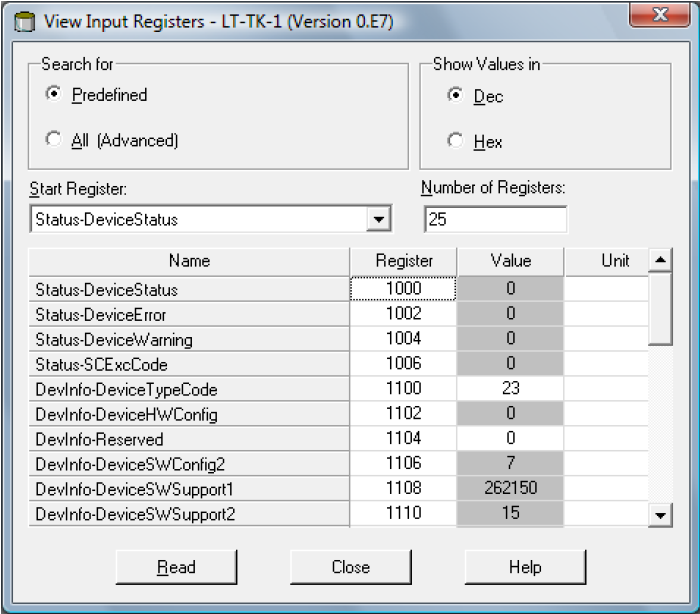 View Input Registers - LT-TK-1 (Version 0.E7)
Search for
Show Values in
Predefined
Dec
All (Advanced)
Hex
Start Register:
Number of Registers:
Status-DeviceStatus
25
Name Register Value Unit
Status-DeviceStatus 1000 0
Status-DeviceError 1002 0
Status-DeviceWarning 1004 0
Status-SCExcCode 1006 0
DevInfo-DeviceTypeCode 1100 23
DevInfo-DeviceHWConfig 1102 0
DevInfo-Reserved 1104 0
DevInfo-DeviceSWConfig2 1106 7
DevInfo-DeviceSWSupport1 1108 262150
DevInfo-DeviceSWSupport2 1110 15
Read Close Help